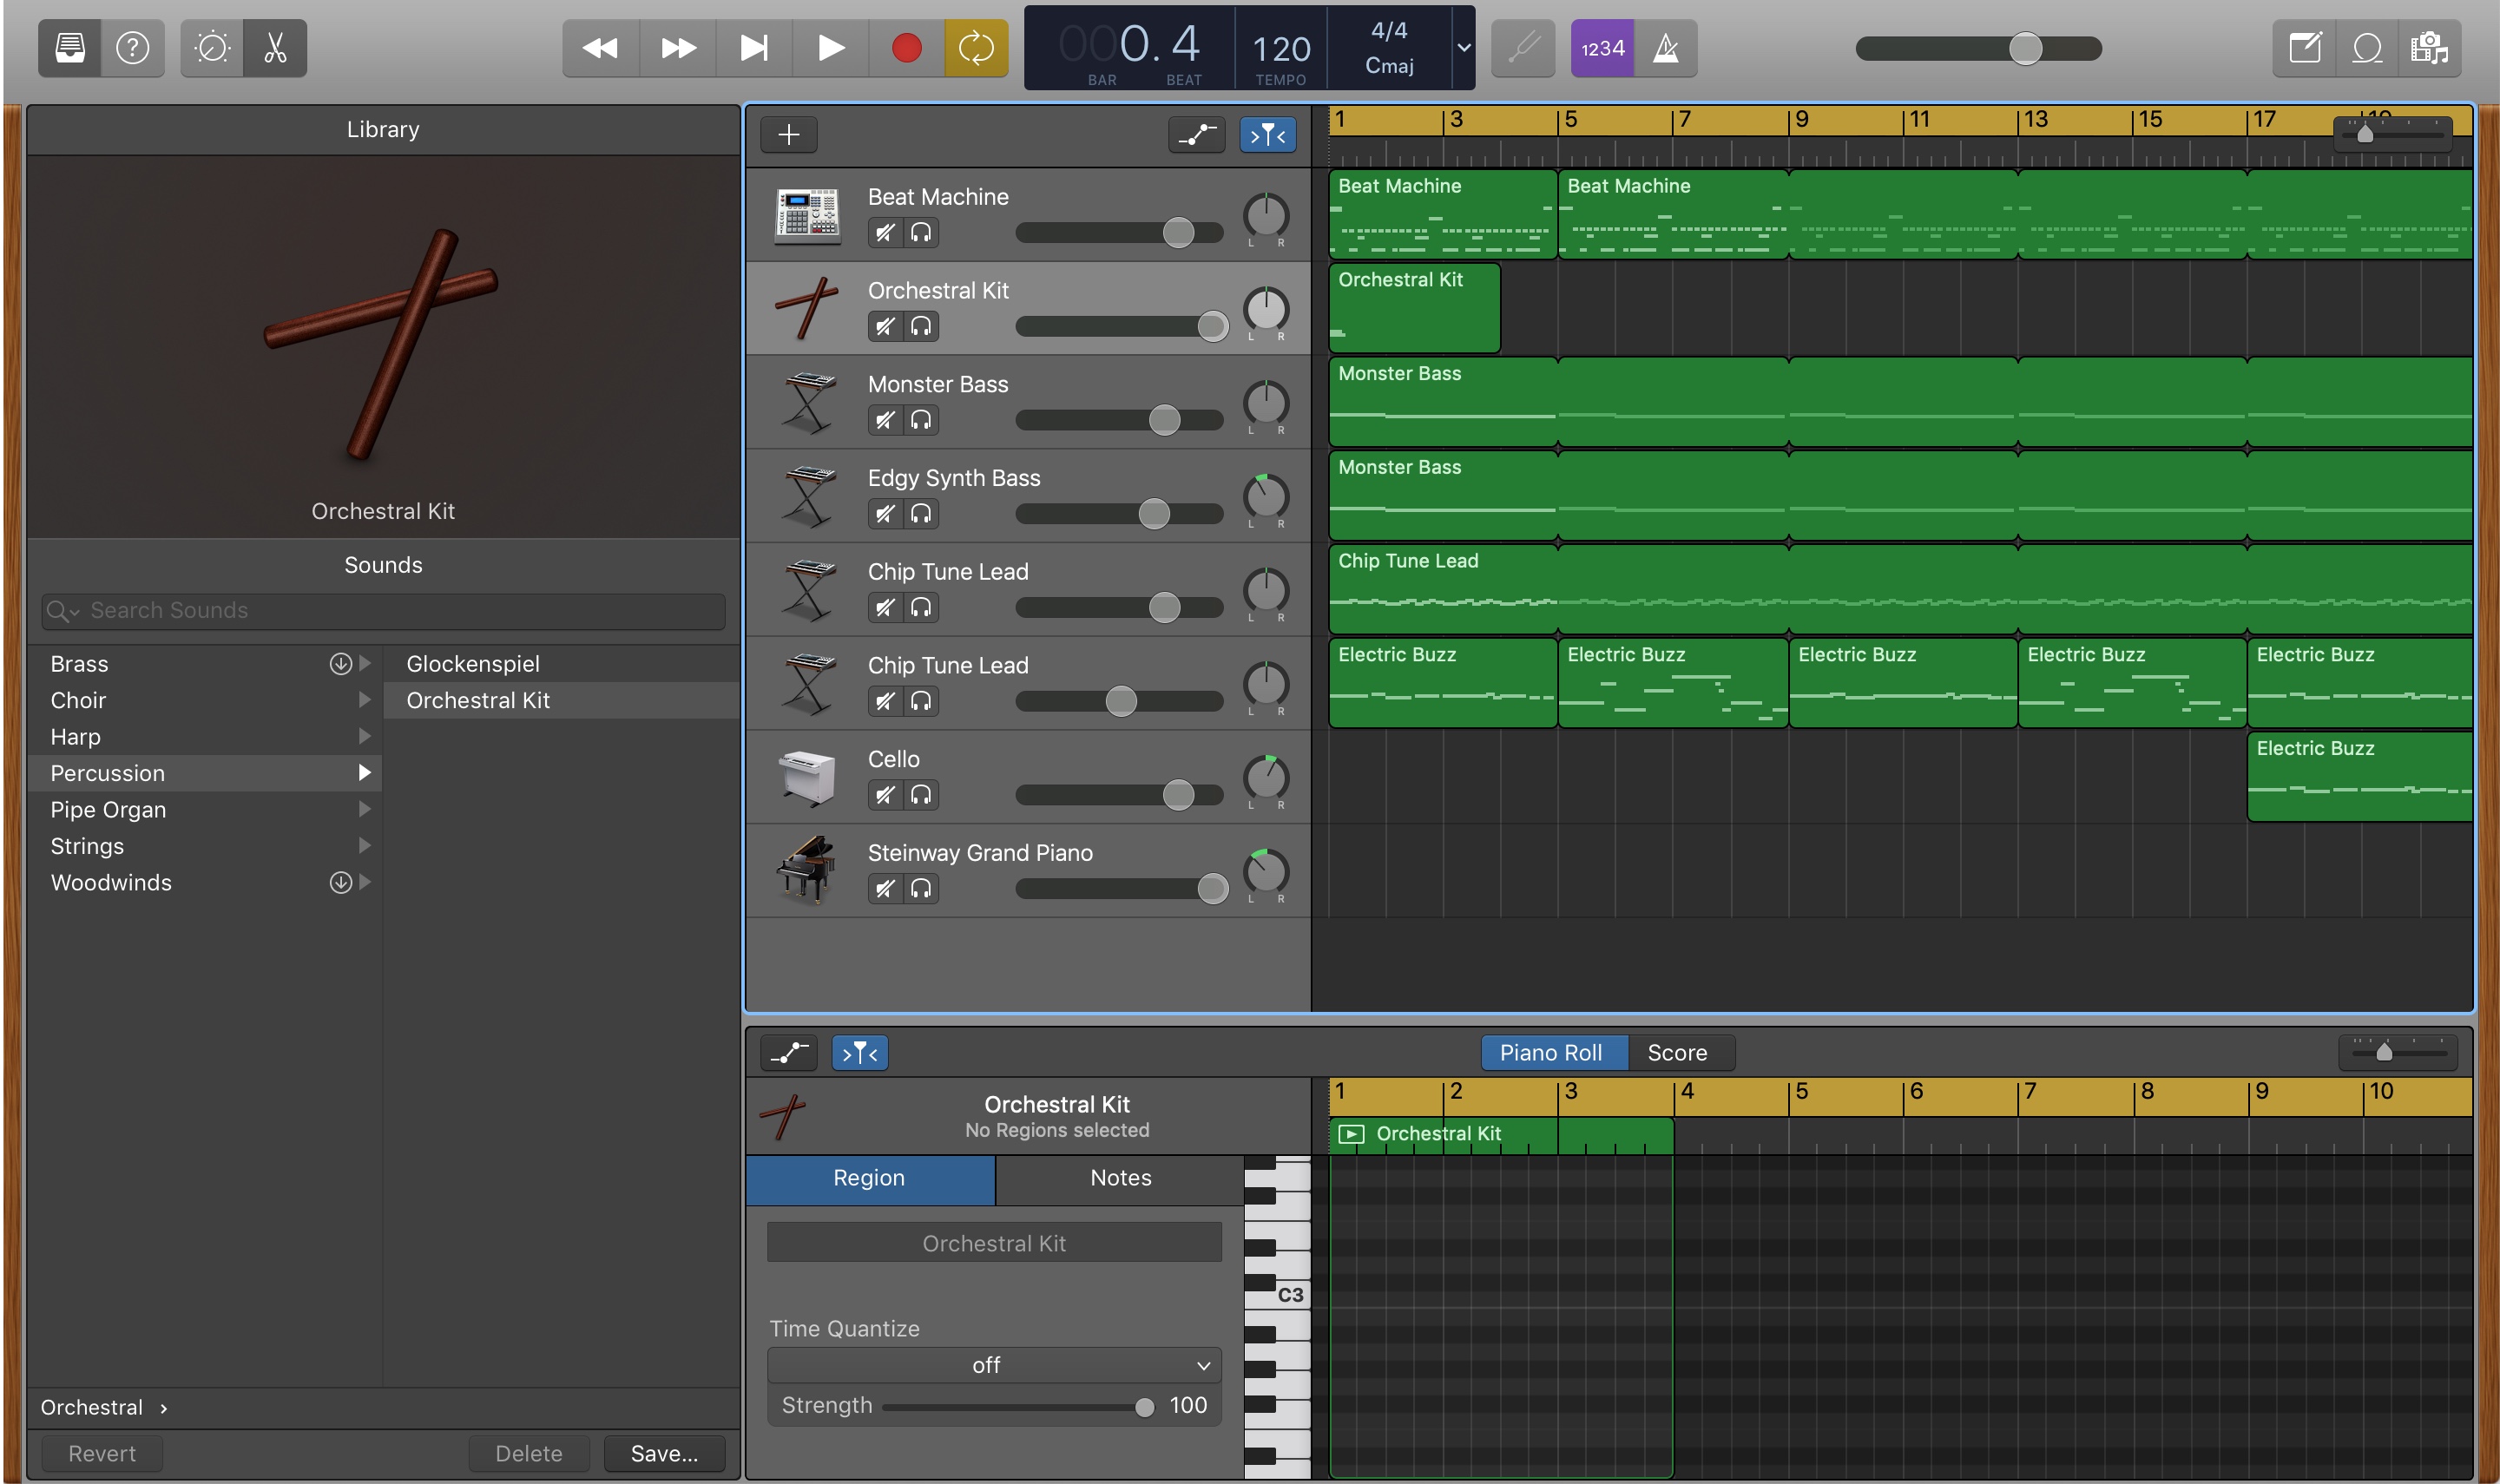 000.4
BAR BEAT
120
TEMPO
4/4
Cmaj
1234
Library
Orchestral Kit
Sounds
Search Sounds
Brass
Choir
Harp
Percussion
Pipe Organ
Strings
Woodwinds
Glockenspiel
Orchestral Kit
Orchestral ›
Revert Delete Save...
1 3 5 7 9 11 13 15 17 19
Beat Machine
L R
Orchestral Kit
L R
Monster Bass
L R
Edgy Synth Bass
L R
Chip Tune Lead
L R
Chip Tune Lead
L R
Cello
L R
Steinway Grand Piano
L R
Beat Machine Beat Machine
Orchestral Kit
Monster Bass
Monster Bass
Chip Tune Lead
Electric Buzz Electric Buzz Electric Buzz Electric Buzz Electric Buzz
Electric Buzz
Piano Roll Score
Orchestral Kit
No Regions selected
Region Notes
Orchestral Kit
Time Quantize
off
Strength 100
1 2 3 4 5 6 7 8 9 10
Orchestral Kit
C3